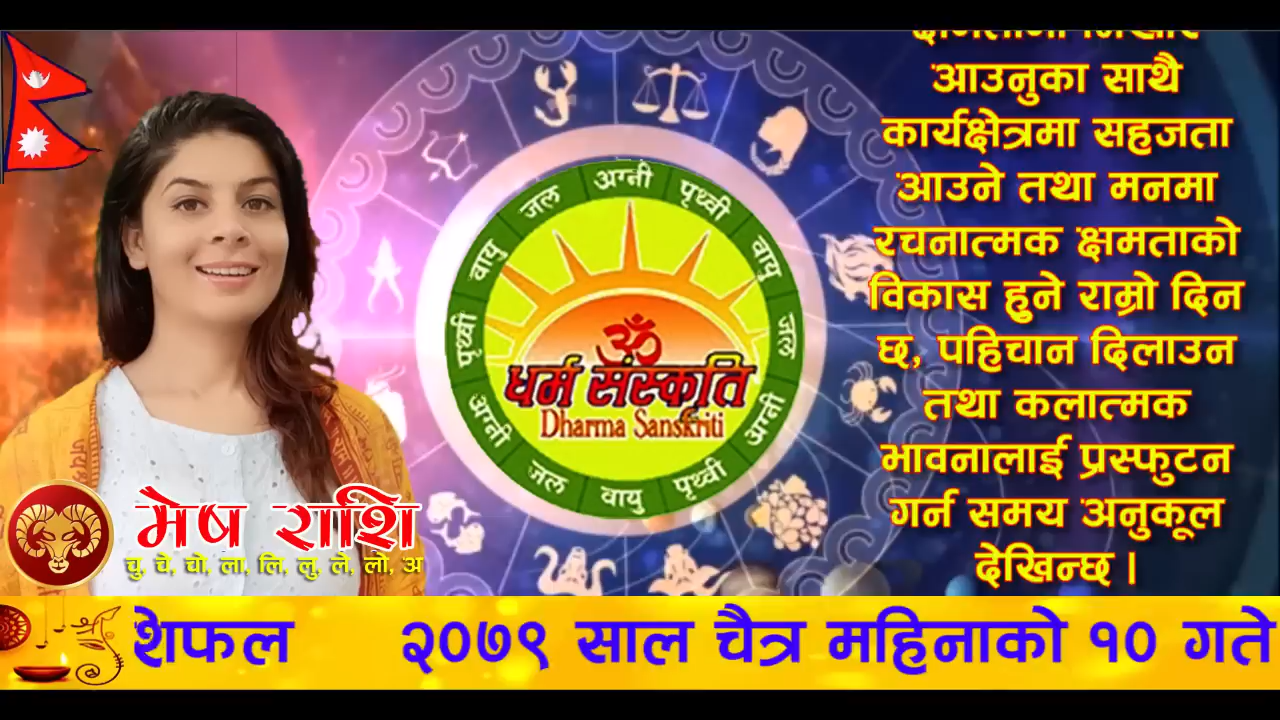 आउनुका साथै
कार्यक्षेत्रमा सहजता
आउने तथा मनमा
रचनात्मक क्षमताको
विकास हुने राम्रो दिन
छ, पहिचान दिलाउन
तथा कलात्मक
भावनालाई प्रस्फुटन
गर्न समय अनुकूल
देखिन्छ ।
अग्नी
पृथ्वी
वायु
जल
अग्नी
पृथ्वी
वायु
जल
अग्नी
पृथ्वी
वायु
जल
ॐ
धर्म संस्कृति
Dharma Sanskriti
मेष राशि
चु, चे, चो, ला, लि, लु, ले, लो, अ
श्री
शिफल २०७९ साल चैत्र महिनाको १० गते